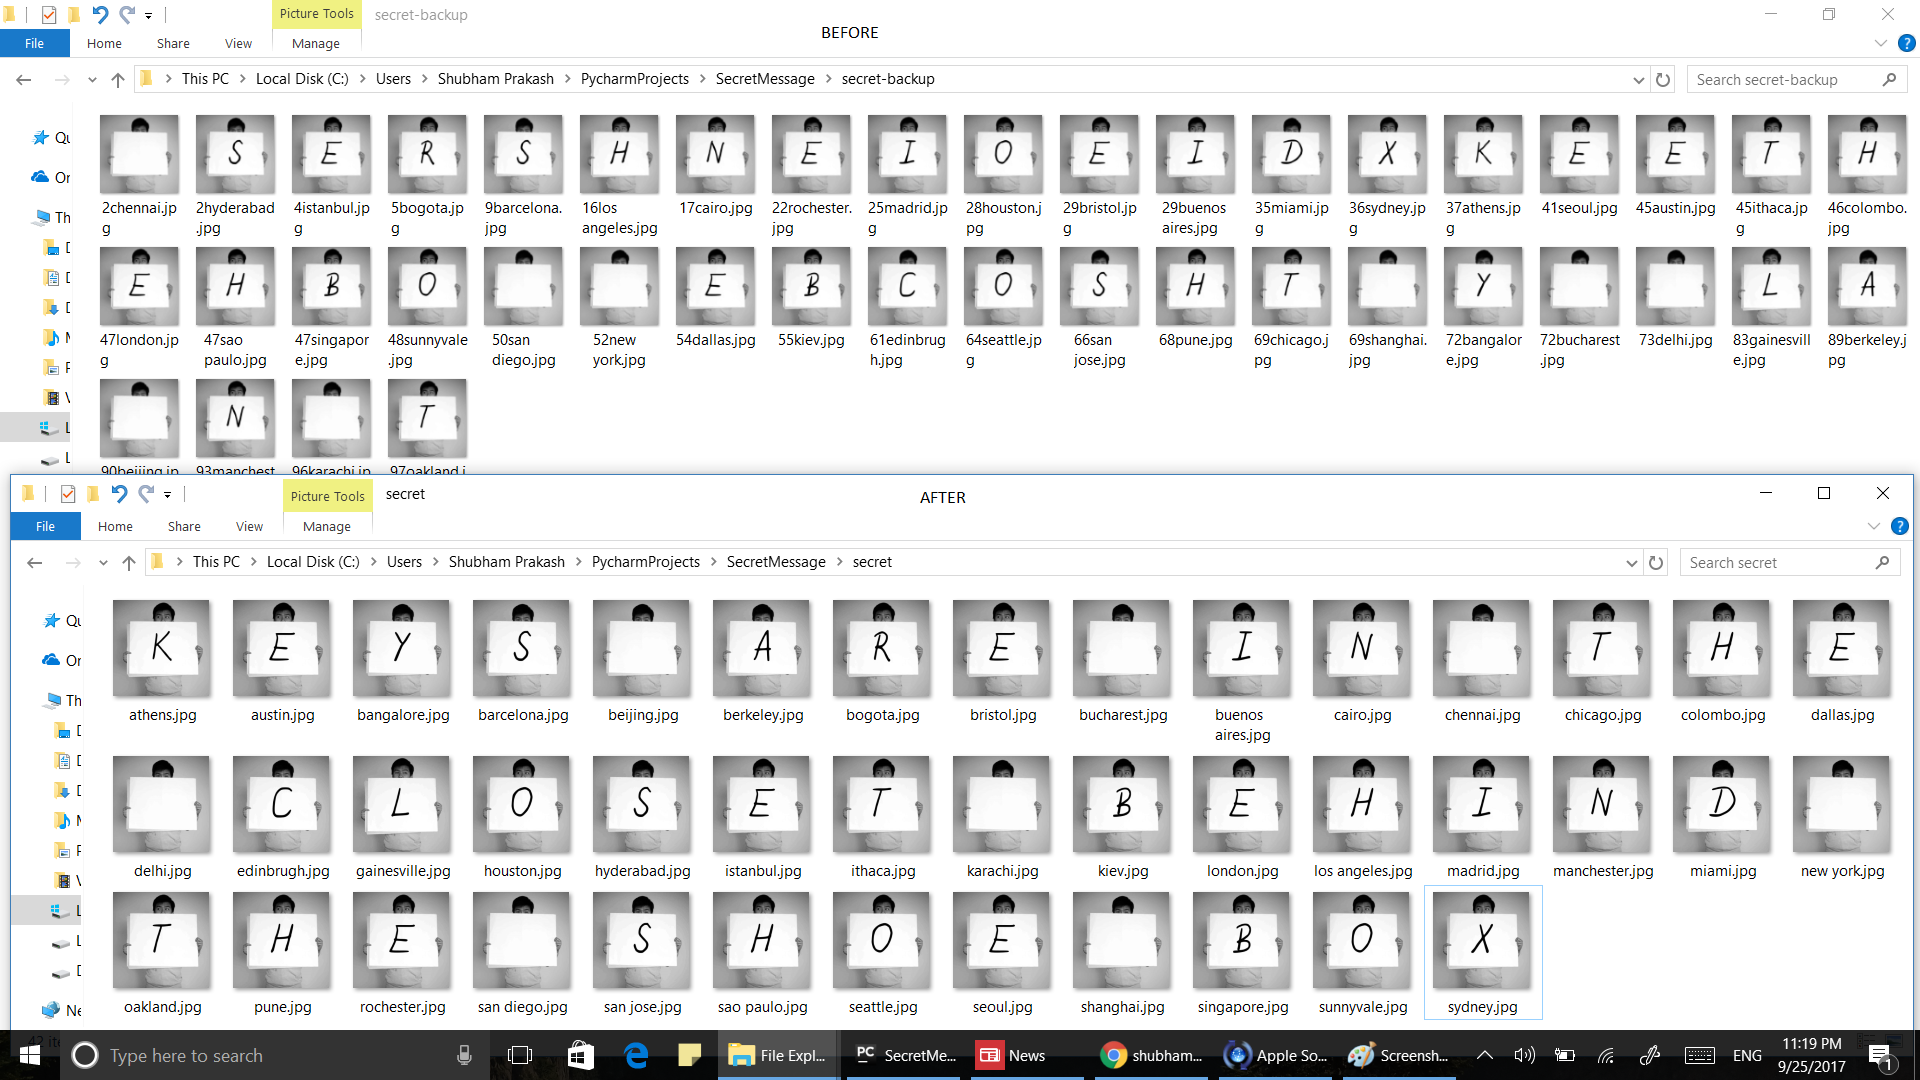 Picture Tools secret-backup
BEFORE
File Home Share View Manage
This PC Local Disk (C:) Users Shubham Prakash PycharmProjects SecretMessage secret-backup Search secret-backup
S E R S H N E I O E I D X K E E T H
2chennai.jpg 2hyderabad.jpg 4istanbul.jpg 5bogota.jpg 9barcelona.jpg 16los angeles.jpg 17cairo.jpg 22rochester.jpg 25madrid.jpg 28houston.jpg 29bristol.jpg 29buenos aires.jpg 35miami.jpg 36sydney.jpg 37athens.jpg 41seoul.jpg 45austin.jpg 45ithaca.jpg 46colombo.jpg
E H B O E B C O S H T Y L A
47london.jpg 47sao paulo.jpg 47singapore.jpg 48sunnyvale.jpg 50san diego.jpg 52new york.jpg 54dallas.jpg 55kiev.jpg 61edinbrugh.jpg 64seattle.jpg 66san jose.jpg 68pune.jpg 69chicago.jpg 69shanghai.jpg 72bangalore.jpg 72bucharest.jpg 73delhi.jpg 83gainesville.jpg 89berkeley.jpg
N T
90beijing.jp 93manchest 96karachi.jp 97oakland.j
Picture Tools secret
AFTER
File Home Share View Manage
This PC Local Disk (C:) Users Shubham Prakash PycharmProjects SecretMessage secret Search secret
K E Y S A R E I N T H E
athens.jpg austin.jpg bangalore.jpg barcelona.jpg beijing.jpg berkeley.jpg bogota.jpg bristol.jpg bucharest.jpg buenos aires.jpg cairo.jpg chennai.jpg chicago.jpg colombo.jpg dallas.jpg
C L O S E T B E H I N D
delhi.jpg edinbrugh.jpg gainesville.jpg houston.jpg hyderabad.jpg istanbul.jpg ithaca.jpg karachi.jpg kiev.jpg london.jpg los angeles.jpg madrid.jpg manchester.jpg miami.jpg new york.jpg
T H E S H O E B O X
oakland.jpg pune.jpg rochester.jpg san diego.jpg san jose.jpg sao paulo.jpg seattle.jpg seoul.jpg shanghai.jpg singapore.jpg sunnyvale.jpg sydney.jpg
Type here to search File Expl... SecretMe... News shubham... Apple So... Screensh... ENG 11:19 PM
9/25/2017 1